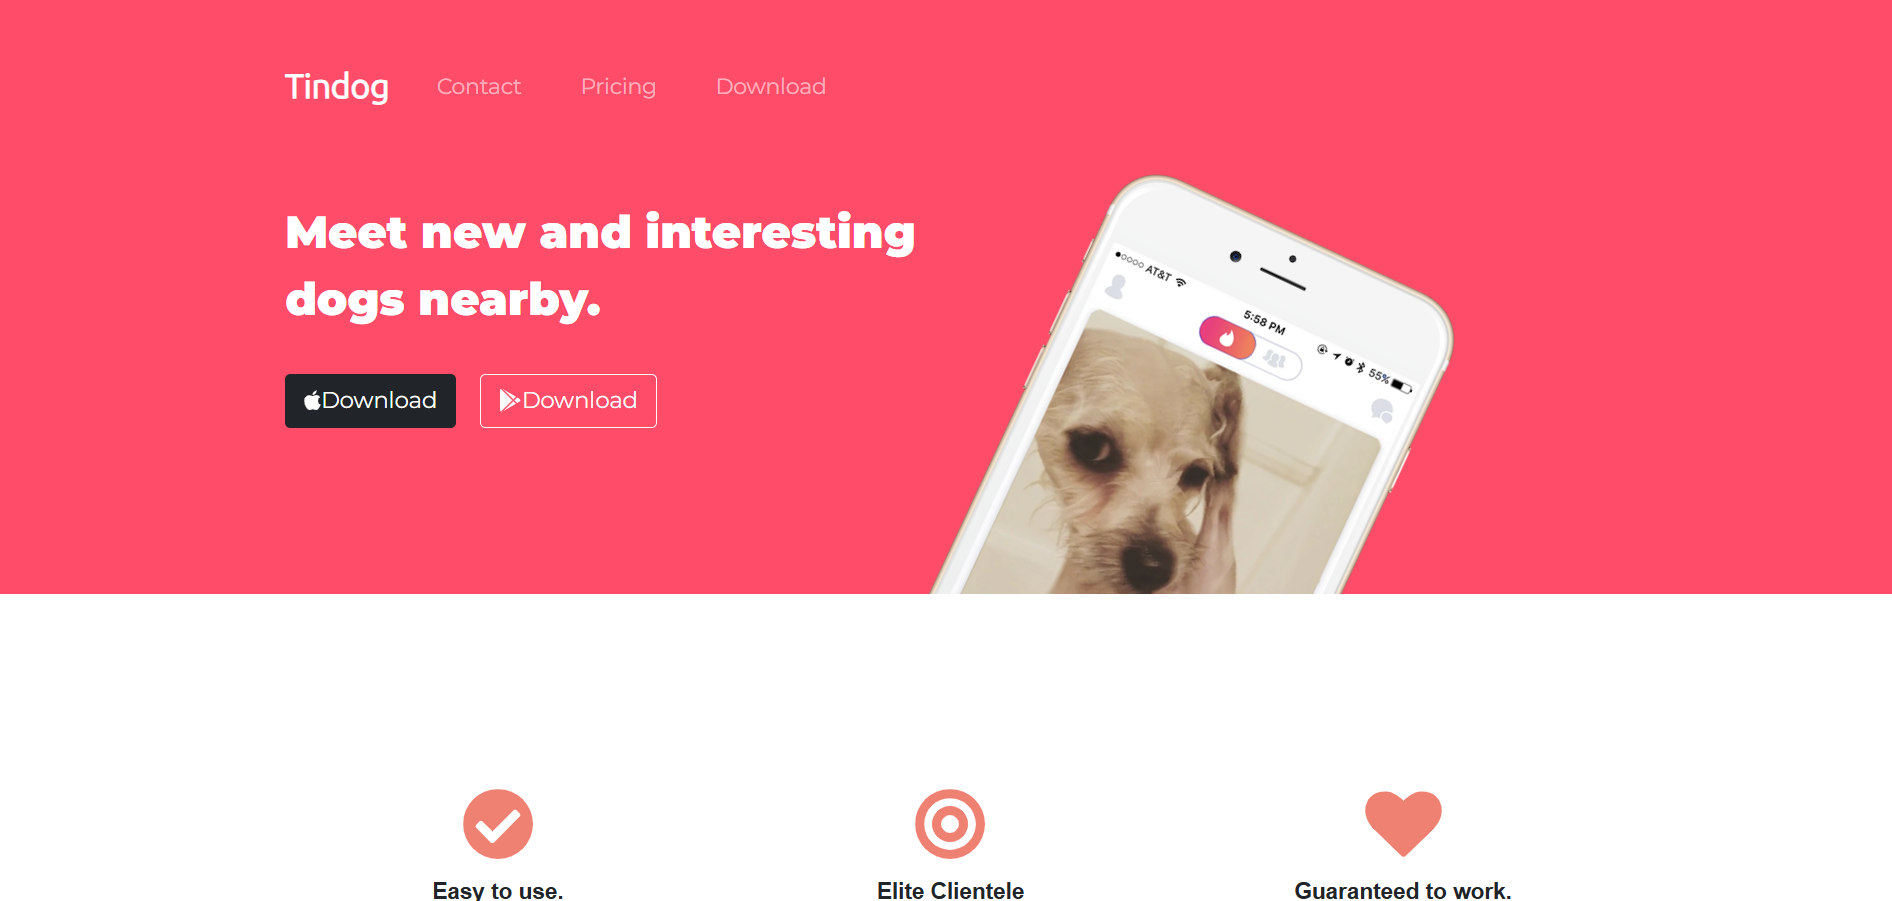 Tindog Contact Pricing Download
Meet new and interesting
dogs nearby.
Download Download
AT&T
5:58 PM
55%
Easy to use. Elite Clientele Guaranteed to work.